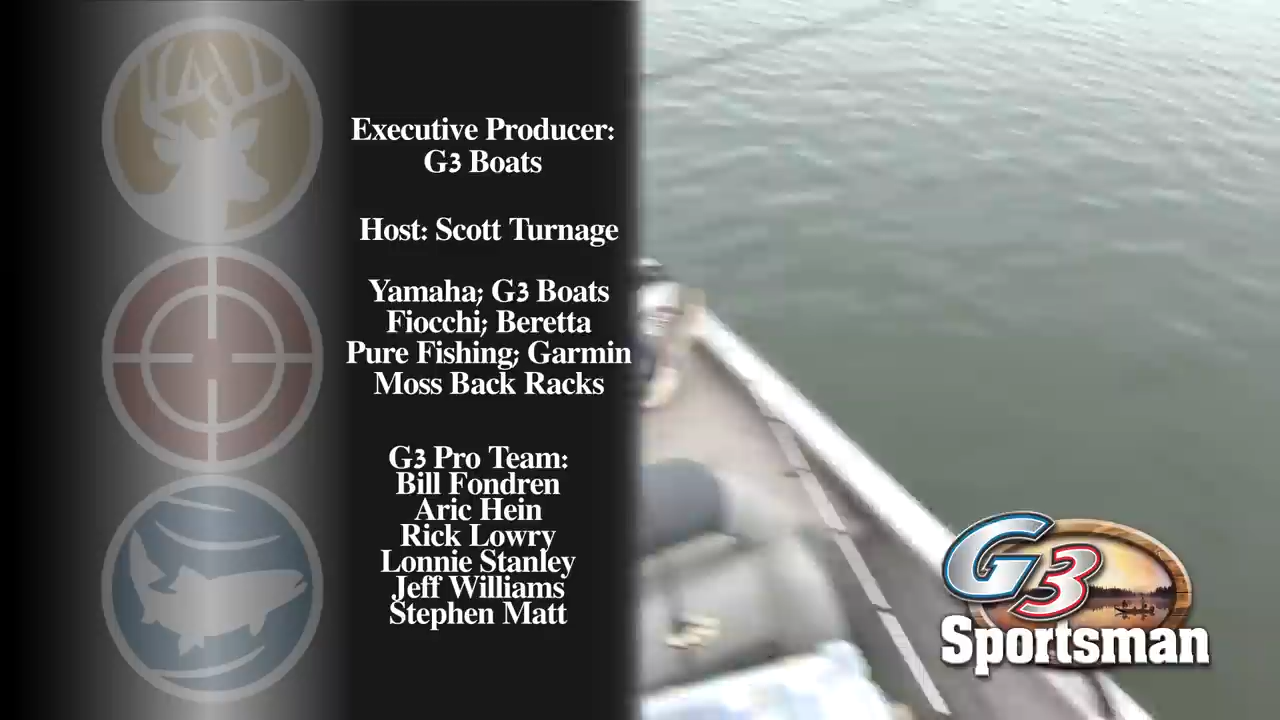 Executive Producer:
G3 Boats
Host: Scott Turnage
Yamaha; G3 Boats
Fiocchi; Beretta
Pure Fishing; Garmin
Moss Back Racks
G3 Pro Team:
Bill Fondren
Aric Hein
Rick Lowry
Lonnie Stanley
Jeff Williams
Stephen Matt
G3
Sportsman